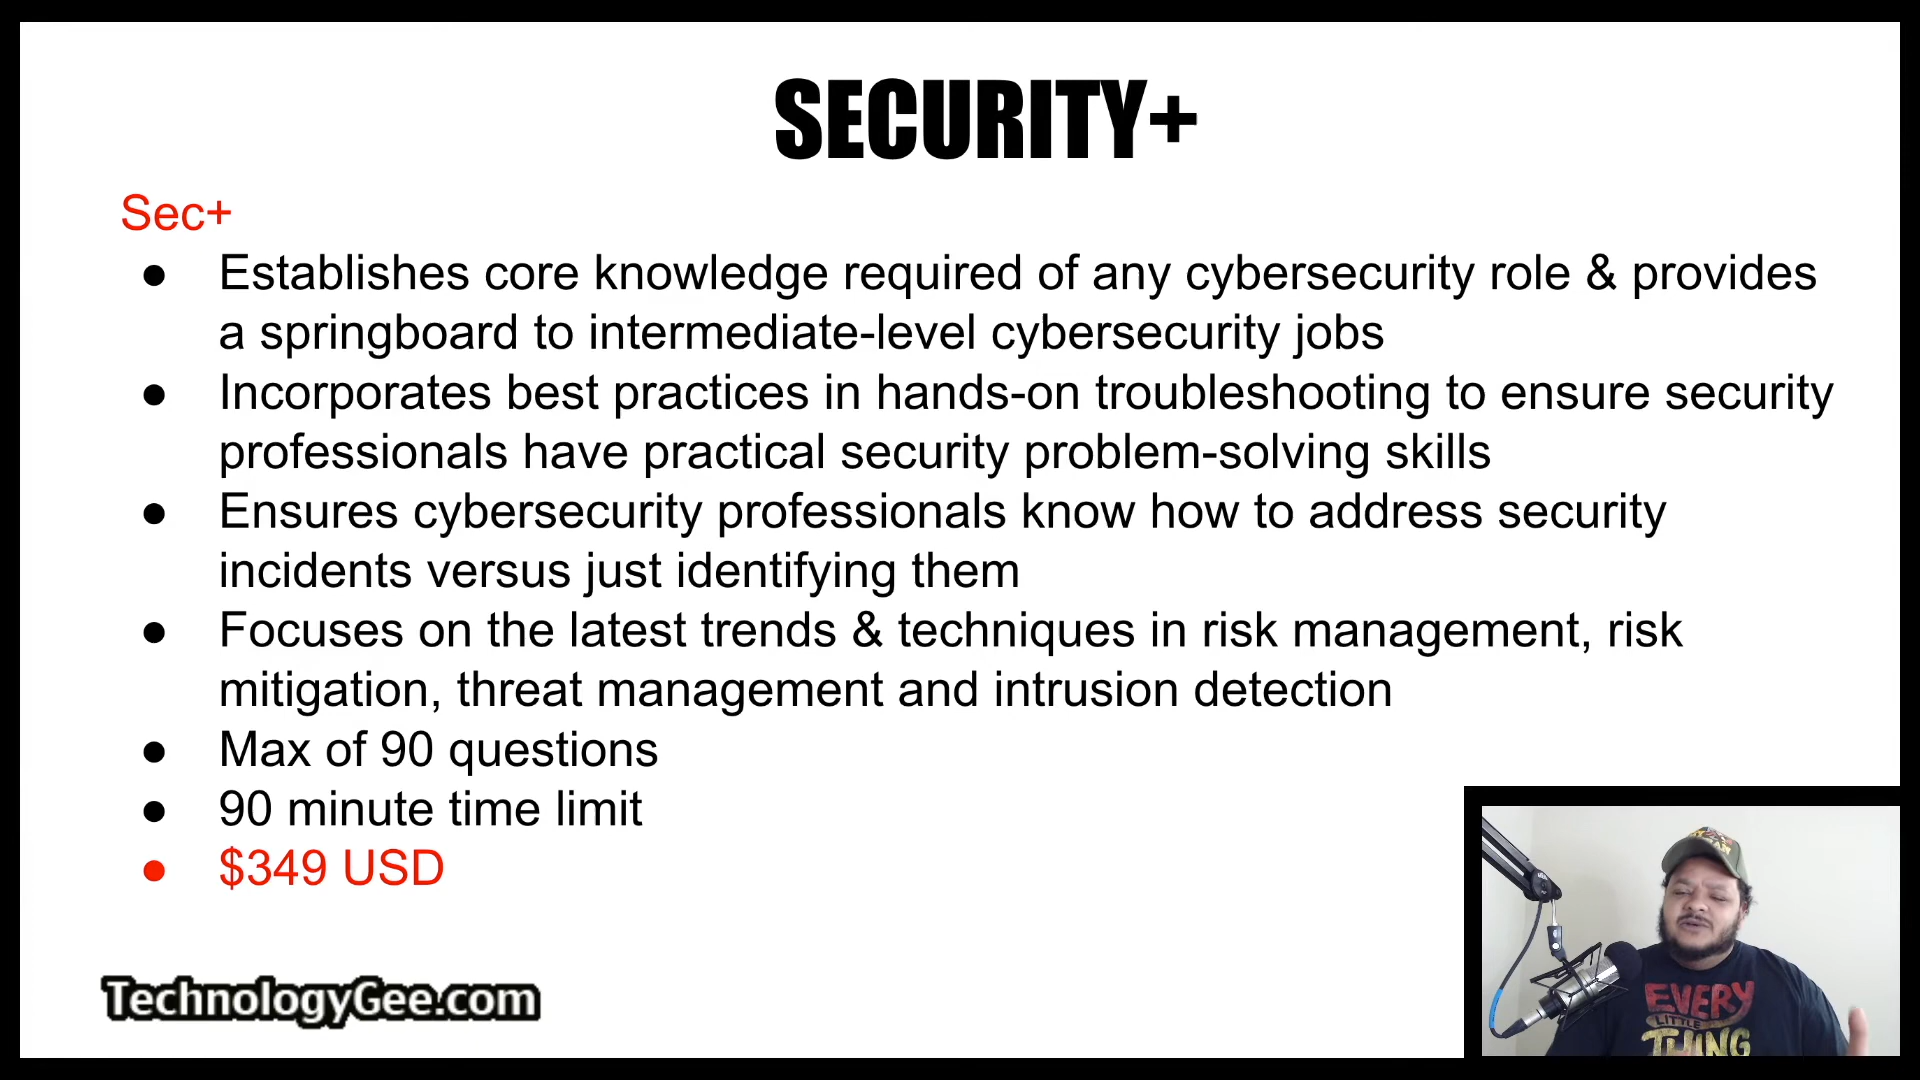 SECURITY+
Sec+
● Establishes core knowledge required of any cybersecurity role & provides
a springboard to intermediate-level cybersecurity jobs
● Incorporates best practices in hands-on troubleshooting to ensure security
professionals have practical security problem-solving skills
● Ensures cybersecurity professionals know how to address security
incidents versus just identifying them
● Focuses on the latest trends & techniques in risk management, risk
mitigation, threat management and intrusion detection
● Max of 90 questions
● 90 minute time limit
● $349 USD
TechnologyGee.com
EVERY
LITTLE
THING